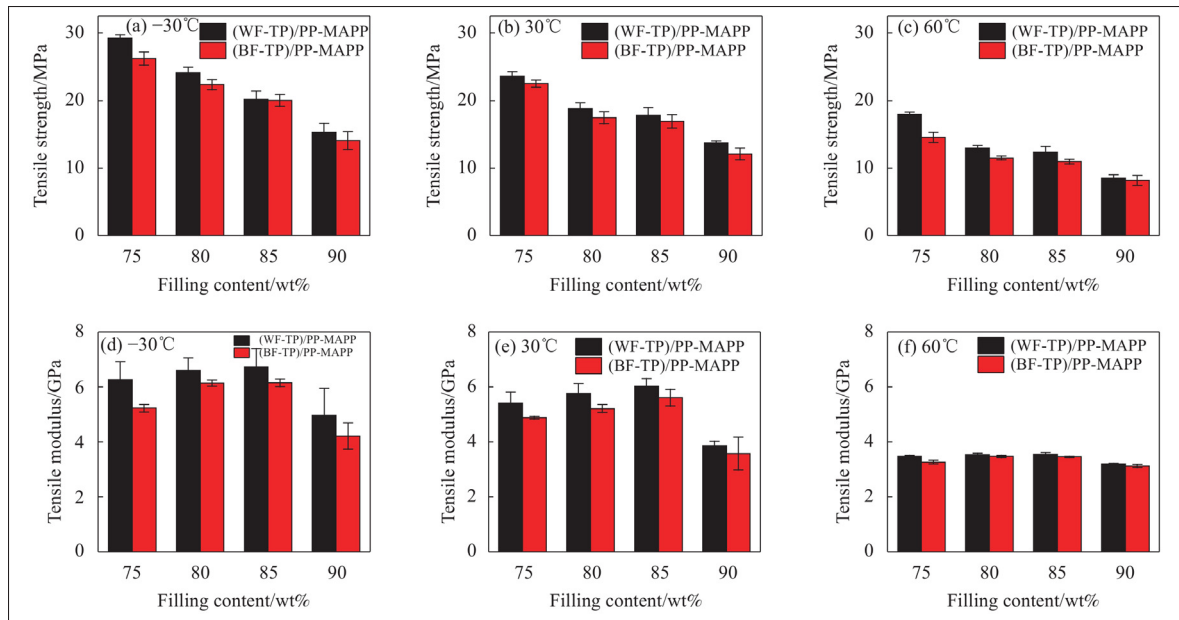 (a) −30℃
(WF-TP)/PP-MAPP
(BF-TP)/PP-MAPP
30
20
10
0
Tensile strength/MPa
75 80 85 90
Filling content/wt%
(b) 30℃
(WF-TP)/PP-MAPP
(BF-TP)/PP-MAPP
30
20
10
0
Tensile strength/MPa
75 80 85 90
Filling content/wt%
(c) 60℃
(WF-TP)/PP-MAPP
(BF-TP)/PP-MAPP
30
20
10
0
Tensile strength/MPa
75 80 85 90
Filling content/wt%
(d) −30℃
(WF-TP)/PP-MAPP
(BF-TP)/PP-MAPP
8
6
4
2
0
Tensile modulus/GPa
75 80 85 90
Filling content/wt%
(e) 30℃
(WF-TP)/PP-MAPP
(BF-TP)/PP-MAPP
8
6
4
2
0
Tensile modulus/GPa
75 80 85 90
Filling content/wt%
(f) 60℃
(WF-TP)/PP-MAPP
(BF-TP)/PP-MAPP
8
6
4
2
0
Tensile modulus/GPa
75 80 85 90
Filling content/wt%